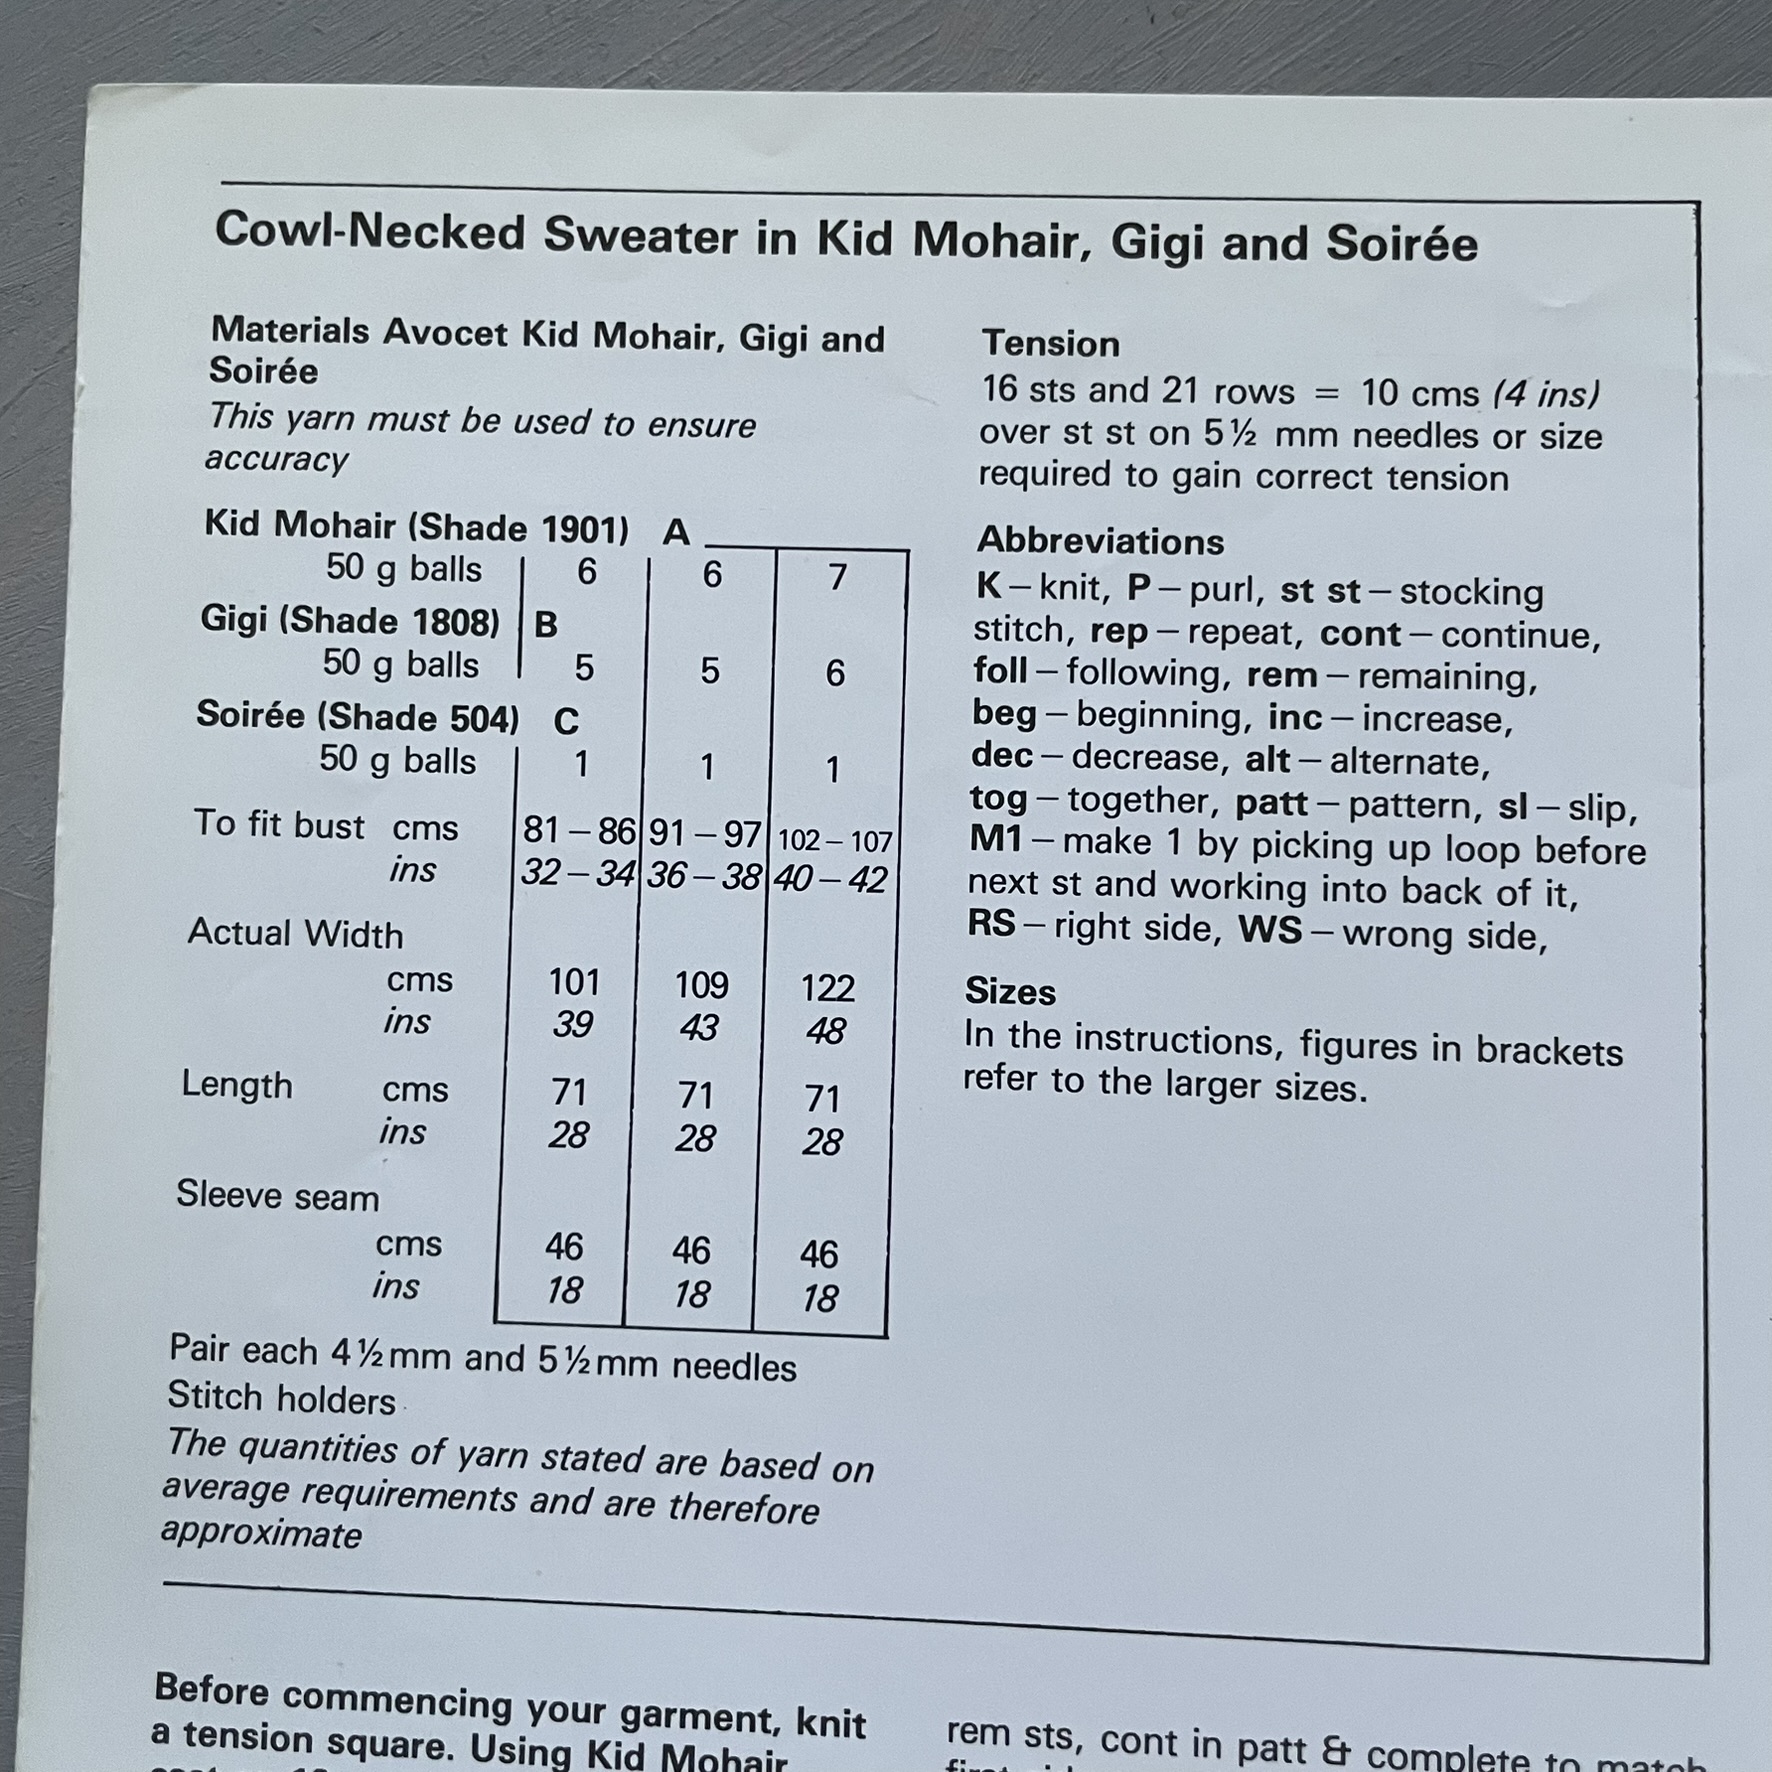 Cowl-Necked Sweater in Kid Mohair, Gigi and Soirée
Materials Avocet Kid Mohair, Gigi and
Soirée
This yarn must be used to ensure
accuracy
Kid Mohair (Shade 1901) A
50 g balls 6 6 7
Gigi (Shade 1808) B
50 g balls 5 5 6
Soirée (Shade 504) C
50 g balls 1 1 1
To fit bust cms 81 – 86 91 – 97 102 – 107
ins 32 – 34 36 – 38 40 – 42
Actual Width
cms 101 109 122
ins 39 43 48
Length cms 71 71 71
ins 28 28 28
Sleeve seam
cms 46 46 46
ins 18 18 18
Pair each 4½mm and 5½mm needles
Stitch holders
The quantities of yarn stated are based on
average requirements and are therefore
approximate
Tension
16 sts and 21 rows = 10 cms (4 ins)
over st st on 5½ mm needles or size
required to gain correct tension
Abbreviations
K – knit, P – purl, st st – stocking
stitch, rep – repeat, cont – continue,
foll – following, rem – remaining,
beg – beginning, inc – increase,
dec – decrease, alt – alternate,
tog – together, patt – pattern, sl – slip,
M1 – make 1 by picking up loop before
next st and working into back of it,
RS – right side, WS – wrong side,
Sizes
In the instructions, figures in brackets
refer to the larger sizes.
Before commencing your garment, knit
a tension square. Using Kid Mohair
rem sts, cont in patt & complete to match